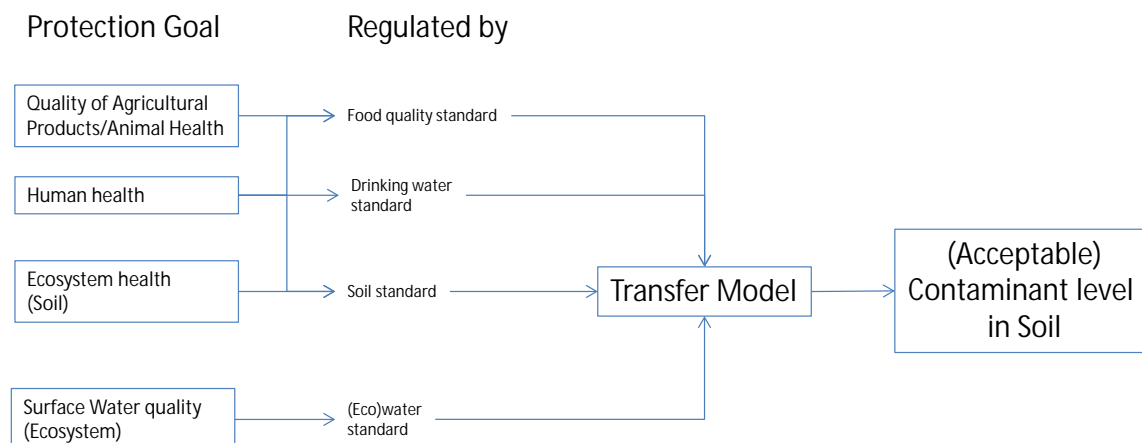 Protection Goal
Regulated by
Quality of Agricultural
Products/Animal Health
Food quality standard
Human health
Drinking water
standard
Ecosystem health
(Soil)
Soil standard
Transfer Model
(Acceptable)
Contaminant level
in Soil
Surface Water quality
(Ecosystem)
(Eco)water
standard